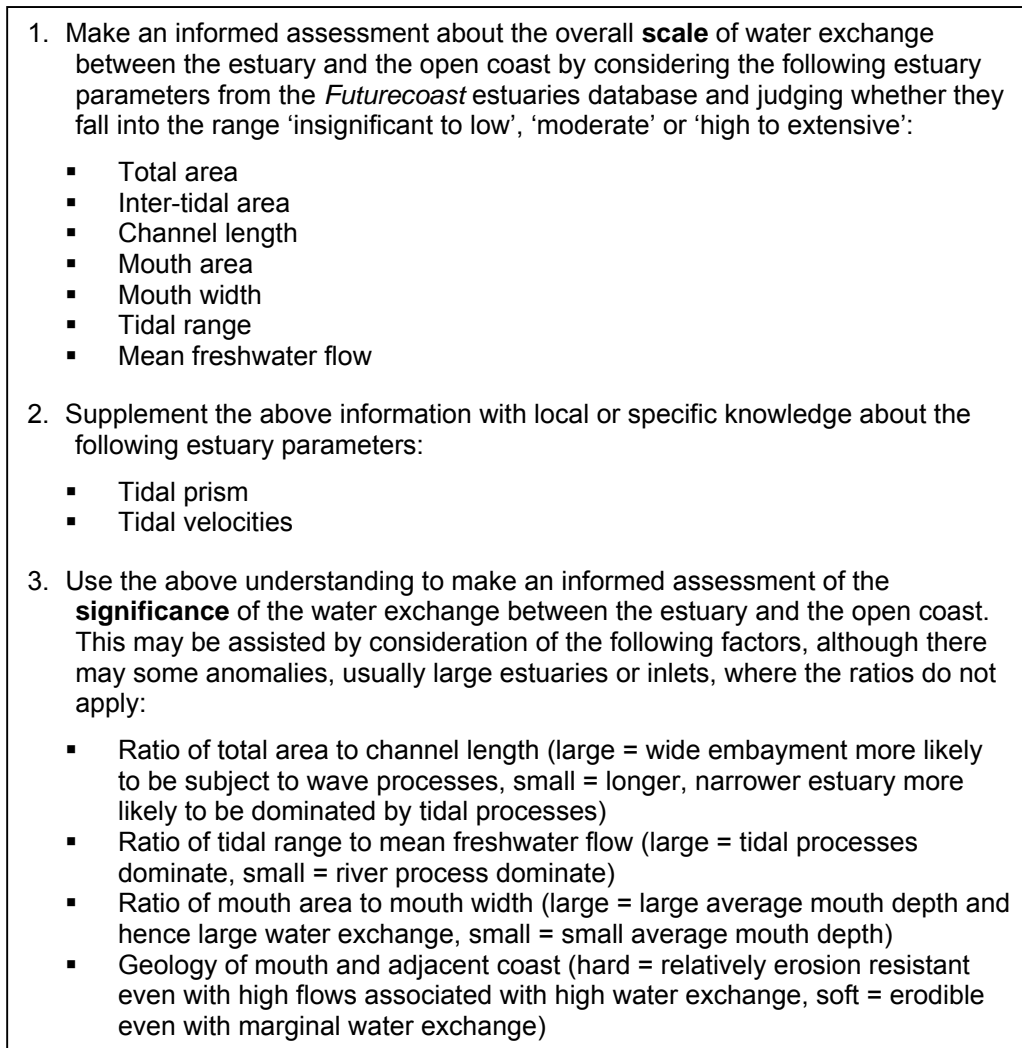 1. Make an informed assessment about the overall scale of water exchange
between the estuary and the open coast by considering the following estuary
parameters from the Futurecoast estuaries database and judging whether they
fall into the range ‘insignificant to low’, ‘moderate’ or ‘high to extensive’:
▪ Total area
▪ Inter-tidal area
▪ Channel length
▪ Mouth area
▪ Mouth width
▪ Tidal range
▪ Mean freshwater flow
2. Supplement the above information with local or specific knowledge about the
following estuary parameters:
▪ Tidal prism
▪ Tidal velocities
3. Use the above understanding to make an informed assessment of the
significance of the water exchange between the estuary and the open coast.
This may be assisted by consideration of the following factors, although there
may some anomalies, usually large estuaries or inlets, where the ratios do not
apply:
▪ Ratio of total area to channel length (large = wide embayment more likely
to be subject to wave processes, small = longer, narrower estuary more
likely to be dominated by tidal processes)
▪ Ratio of tidal range to mean freshwater flow (large = tidal processes
dominate, small = river process dominate)
▪ Ratio of mouth area to mouth width (large = large average mouth depth and
hence large water exchange, small = small average mouth depth)
▪ Geology of mouth and adjacent coast (hard = relatively erosion resistant
even with high flows associated with high water exchange, soft = erodible
even with marginal water exchange)